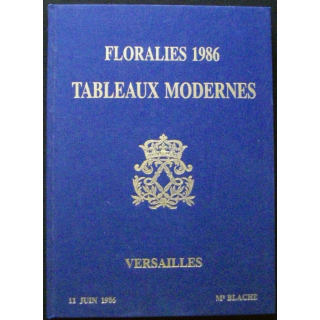 FLORALIES 1986
TABLEAUX MODERNES
VERSAILLES
11 JUIN 1986 Mᵉ BLACHE